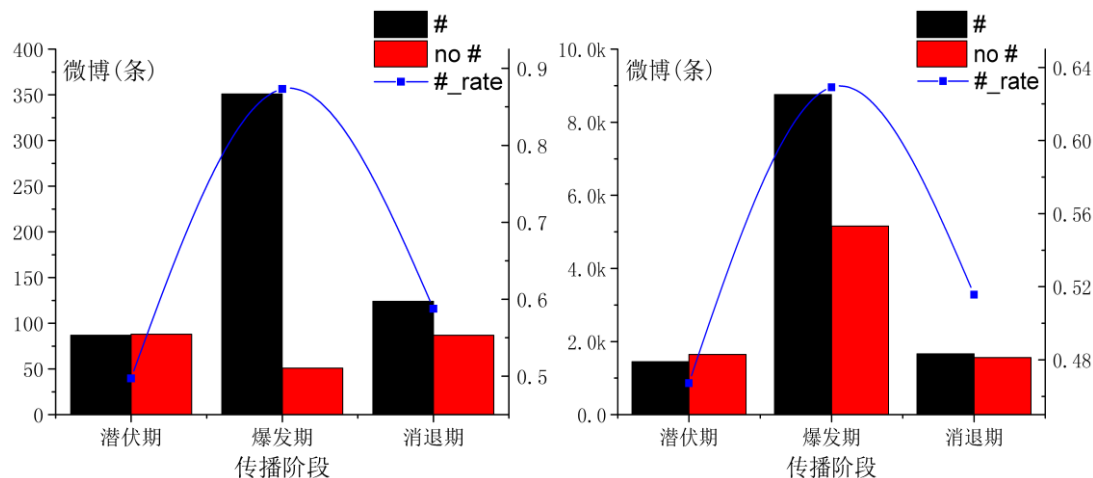 #
no #
#_rate
微博(条)
400
350
300
250
200
150
100
50
0
0.9
0.8
0.7
0.6
0.5
潜伏期 爆发期 消退期
传播阶段
#
no #
#_rate
微博(条)
10.0k
8.0k
6.0k
4.0k
2.0k
0.0
0.64
0.60
0.56
0.52
0.48
潜伏期 爆发期 消退期
传播阶段